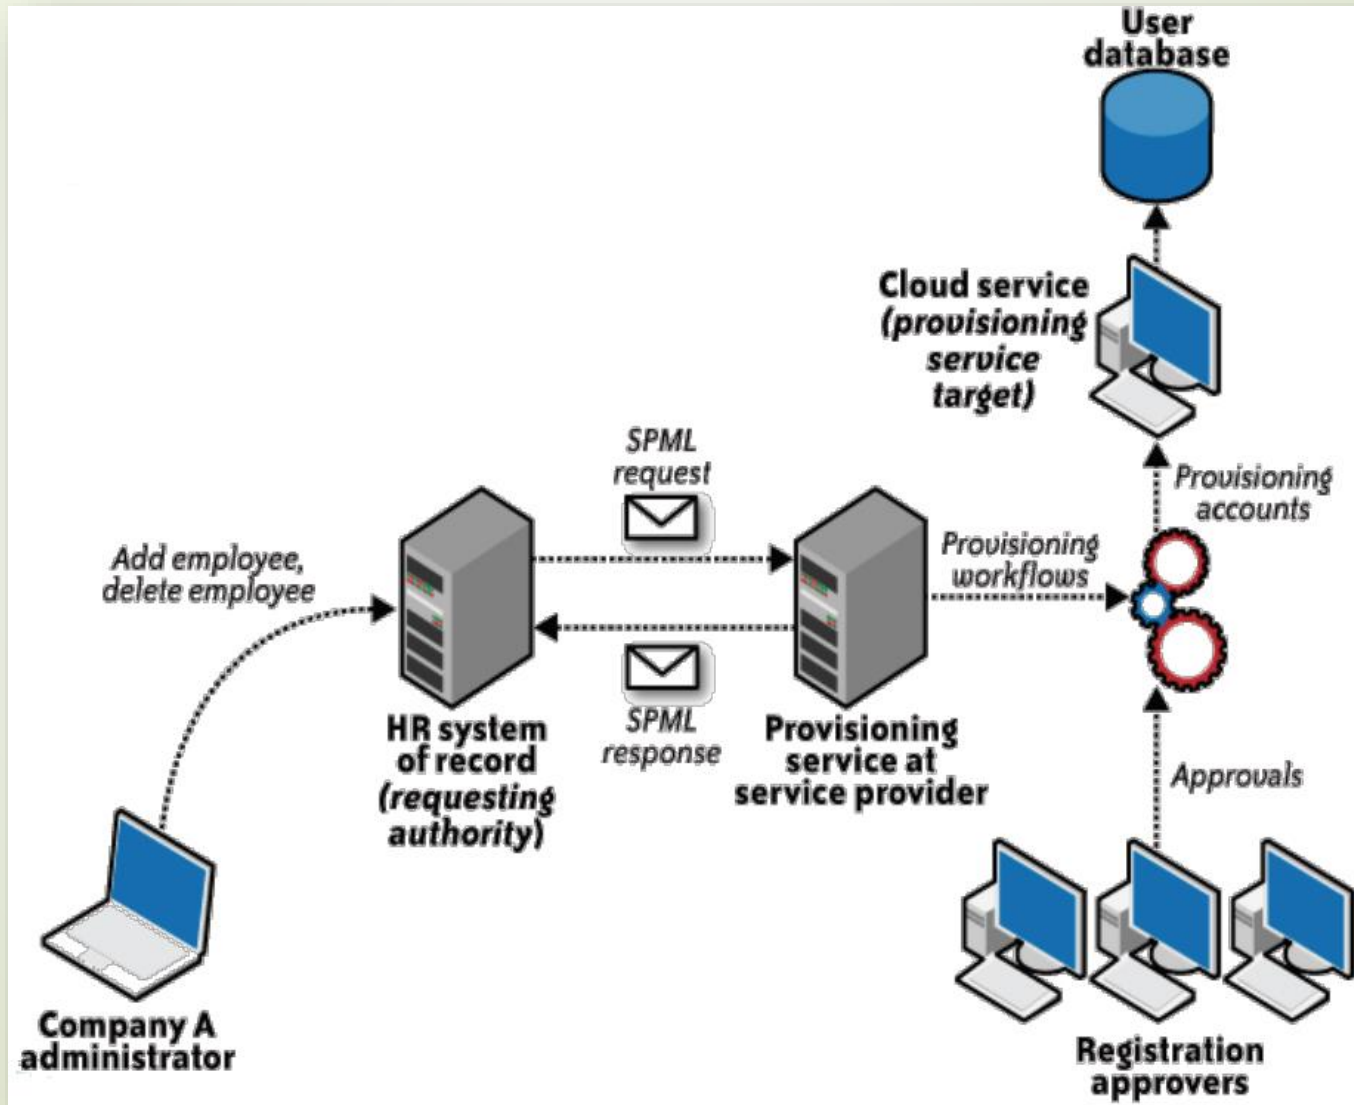 User
database
Cloud service
(provisioning
service
target)
SPML
request
Provisioning
accounts
Add employee,
delete employee
Provisioning
workflows
HR system
of record
(requesting
authority)
SPML
response
Provisioning
service at
service provider
Approvals
Company A
administrator
Registration
approvers